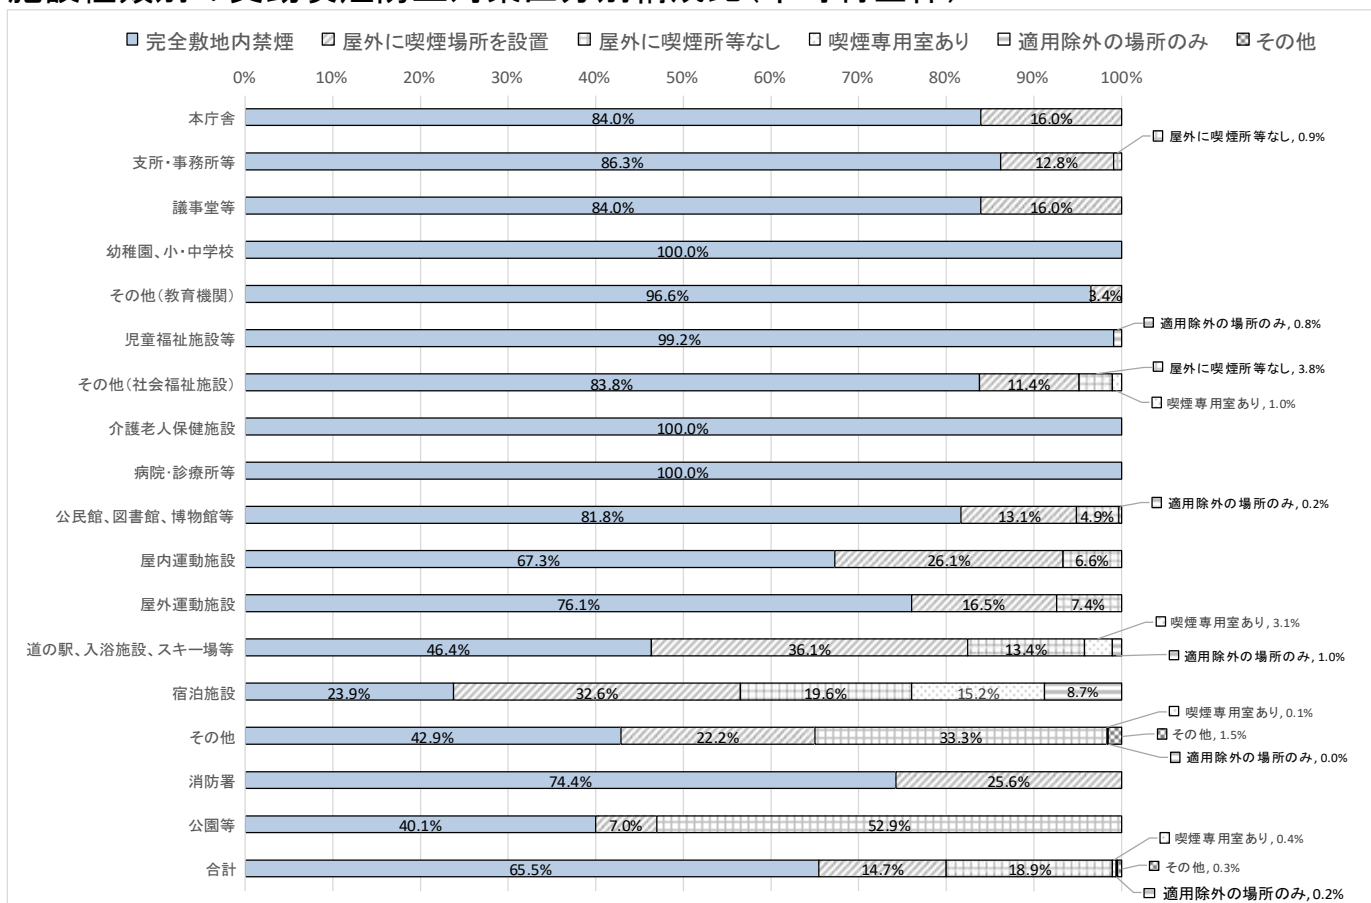 完全敷地内禁煙 屋外に喫煙場所を設置 屋外に喫煙所等なし 喫煙専用室あり 適用除外の場所のみ その他
0% 10% 20% 30% 40% 50% 60% 70% 80% 90% 100%
本庁舎 84.0% 16.0%
屋外に喫煙所等なし, 0.9%
支所・事務所等 86.3% 12.8%
議事堂等 84.0% 16.0%
幼稚園、小・中学校 100.0%
その他(教育機関) 96.6% 3.4%
適用除外の場所のみ, 0.8%
児童福祉施設等 99.2%
屋外に喫煙所等なし, 3.8%
その他(社会福祉施設) 83.8% 11.4%
喫煙専用室あり, 1.0%
介護老人保健施設 100.0%
病院・診療所等 100.0%
適用除外の場所のみ, 0.2%
公民館、図書館、博物館等 81.8% 13.1% 4.9%
屋内運動施設 67.3% 26.1% 6.6%
屋外運動施設 76.1% 16.5% 7.4%
喫煙専用室あり, 3.1%
道の駅、入浴施設、スキー場等 46.4% 36.1% 13.4%
適用除外の場所のみ, 1.0%
宿泊施設 23.9% 32.6% 19.6% 15.2% 8.7%
喫煙専用室あり, 0.1%
その他 42.9% 22.2% 33.3% その他, 1.5%
適用除外の場所のみ, 0.0%
消防署 74.4% 25.6%
公園等 40.1% 7.0% 52.9%
喫煙専用室あり, 0.4%
合計 65.5% 14.7% 18.9% その他, 0.3%
適用除外の場所のみ, 0.2%